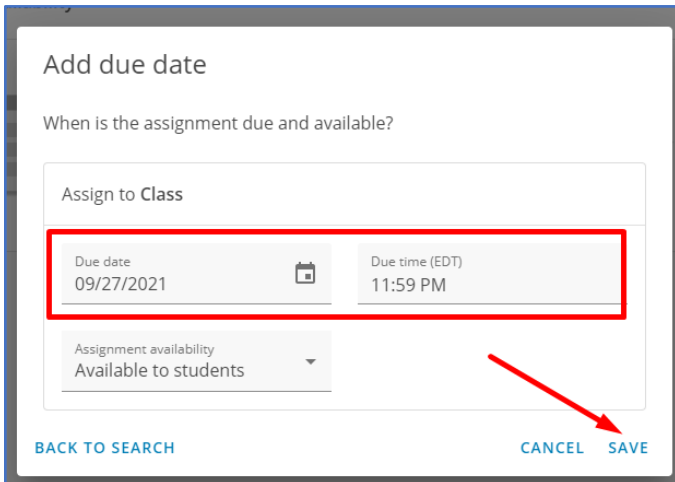 Add due date
When is the assignment due and available?
Assign to Class
Due date
09/27/2021
Due time (EDT)
11:59 PM
Assignment availability
Available to students
BACK TO SEARCH
CANCEL
SAVE